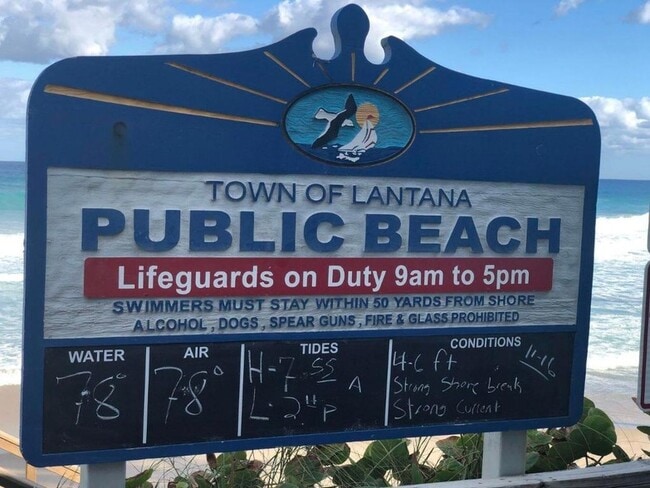 TOWN OF LANTANA
PUBLIC BEACH
Lifeguards on Duty 9am to 5pm
SWIMMERS MUST STAY WITHIN 50 YARDS FROM SHORE
ALCOHOL, DOGS, SPEAR GUNS, FIRE & GLASS PROHIBITED
WATER
78°
AIR
78°
TIDES
H-7 55 A
L-2 11 P
CONDITIONS
11-16
4-6 ft
Strong Shore break
Strong Current